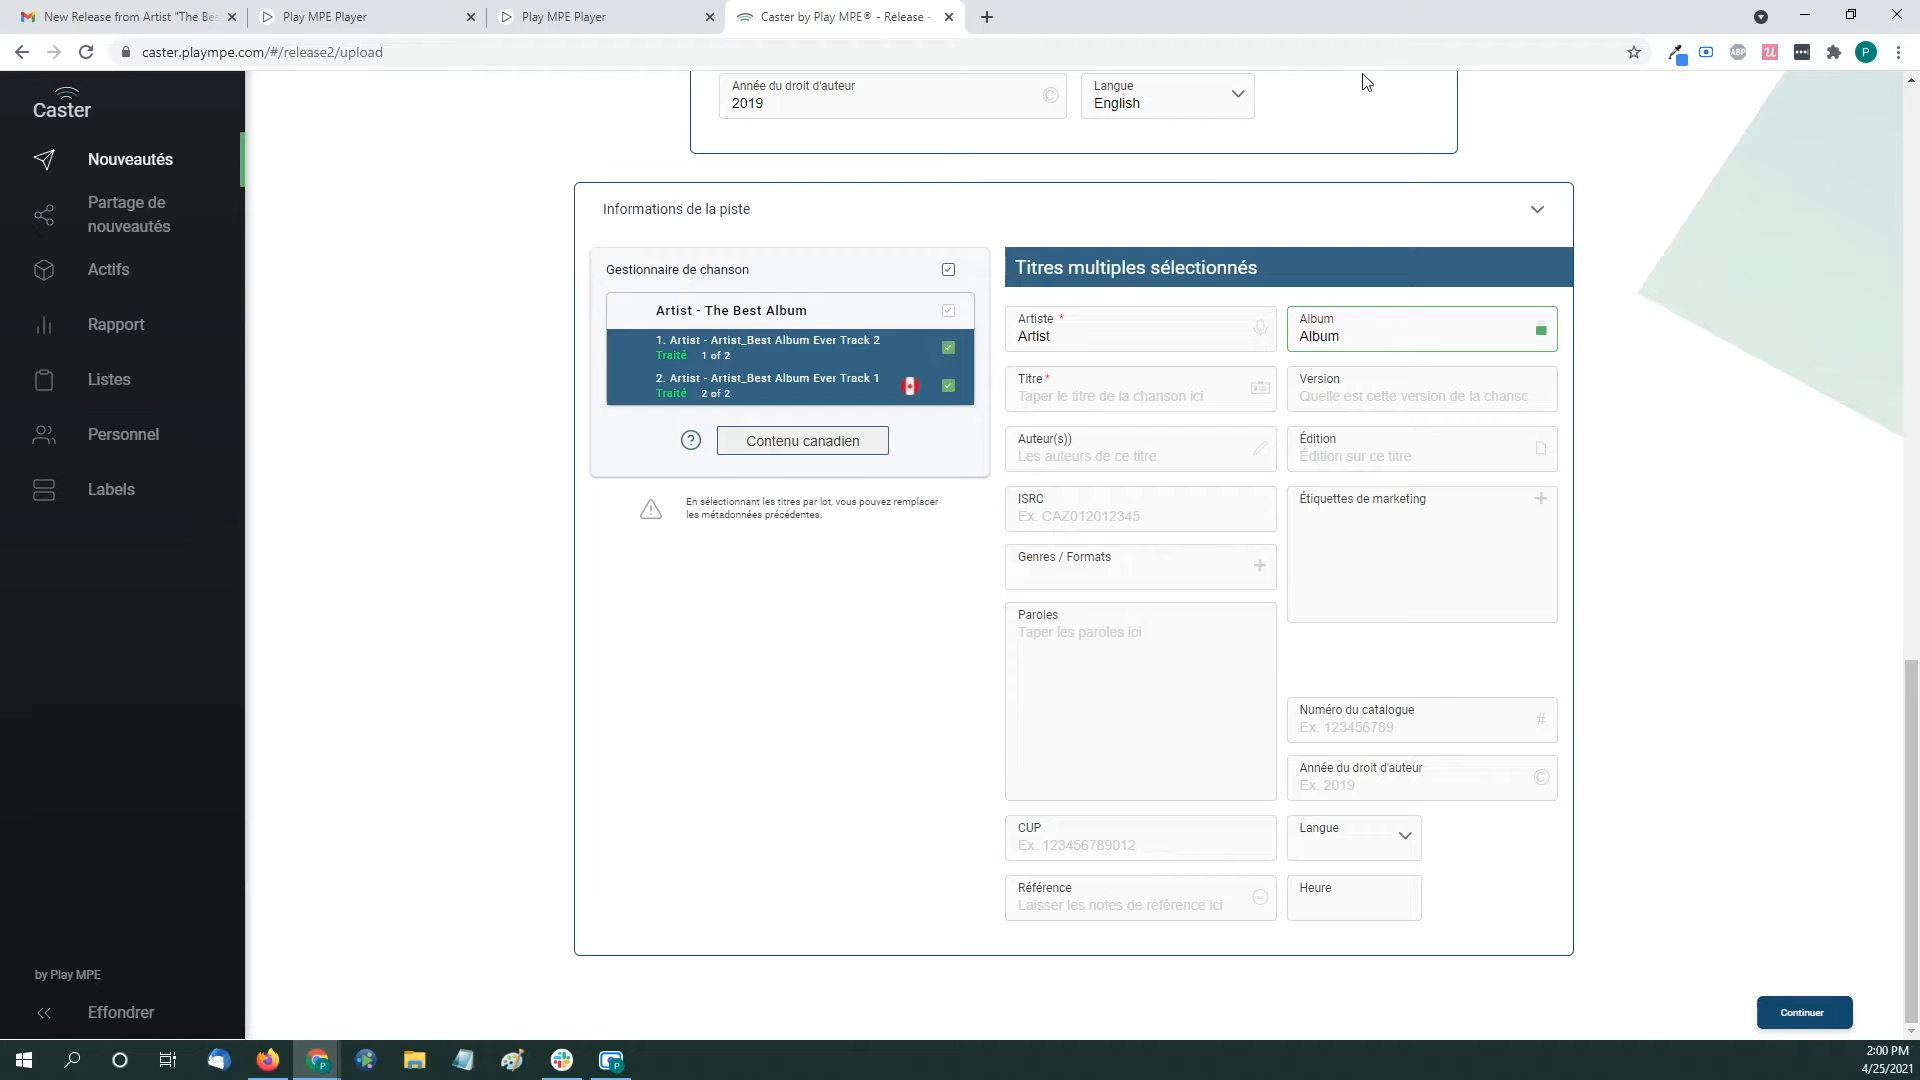 New Release from Artist "The Be
Play MPE Player
Play MPE Player
Caster by Play MPE® - Release -
caster.plaympe.com/#/release2/upload
ABP
P
Caster
Nouveautés
Partage de
nouveautés
Actifs
Rapport
Listes
Personnel
Labels
by Play MPE
Effondrer
Année du droit d'auteur
2019
Langue
English
Informations de la piste
Gestionnaire de chanson
Artist - The Best Album
1. Artist - Artist_Best Album Ever Track 2
Traité 1 of 2
2. Artist - Artist_Best Album Ever Track 1
Traité 2 of 2
Contenu canadien
En sélectionnant les titres par lot, vous pouvez remplacer
les métadonnées précédentes.
Titres multiples sélectionnés
Artiste *
Artist
Album
Album
Titre *
Taper le titre de la chanson ici
Version
Quelle est cette version de la chansc
Auteur(s))
Les auteurs de ce titre
Édition
Édition sur ce titre
ISRC
Ex. CAZ012012345
Étiquettes de marketing
Genres / Formats
Paroles
Taper les paroles ici
Numéro du catalogue
Ex. 123456789
#
Année du droit d'auteur
Ex. 2019
CUP
Ex. 123456789012
Langue
Référence
Laisser les notes de référence ici
Heure
Continuer
2:00 PM
4/25/2021